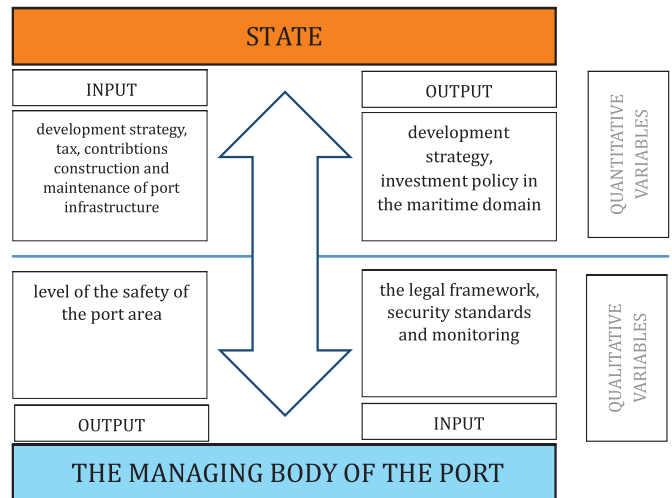 STATE
INPUT
development strategy,
tax, contribtions
construction and
maintenance of port
infrastructure
OUTPUT
development
strategy,
investment policy in
the maritime domain
QUANTITATIVE
VARIABLES
level of the safety of
the port area
OUTPUT
the legal framework,
security standards
and monitoring
INPUT
QUALITATIVE
VARIABLES
THE MANAGING BODY OF THE PORT